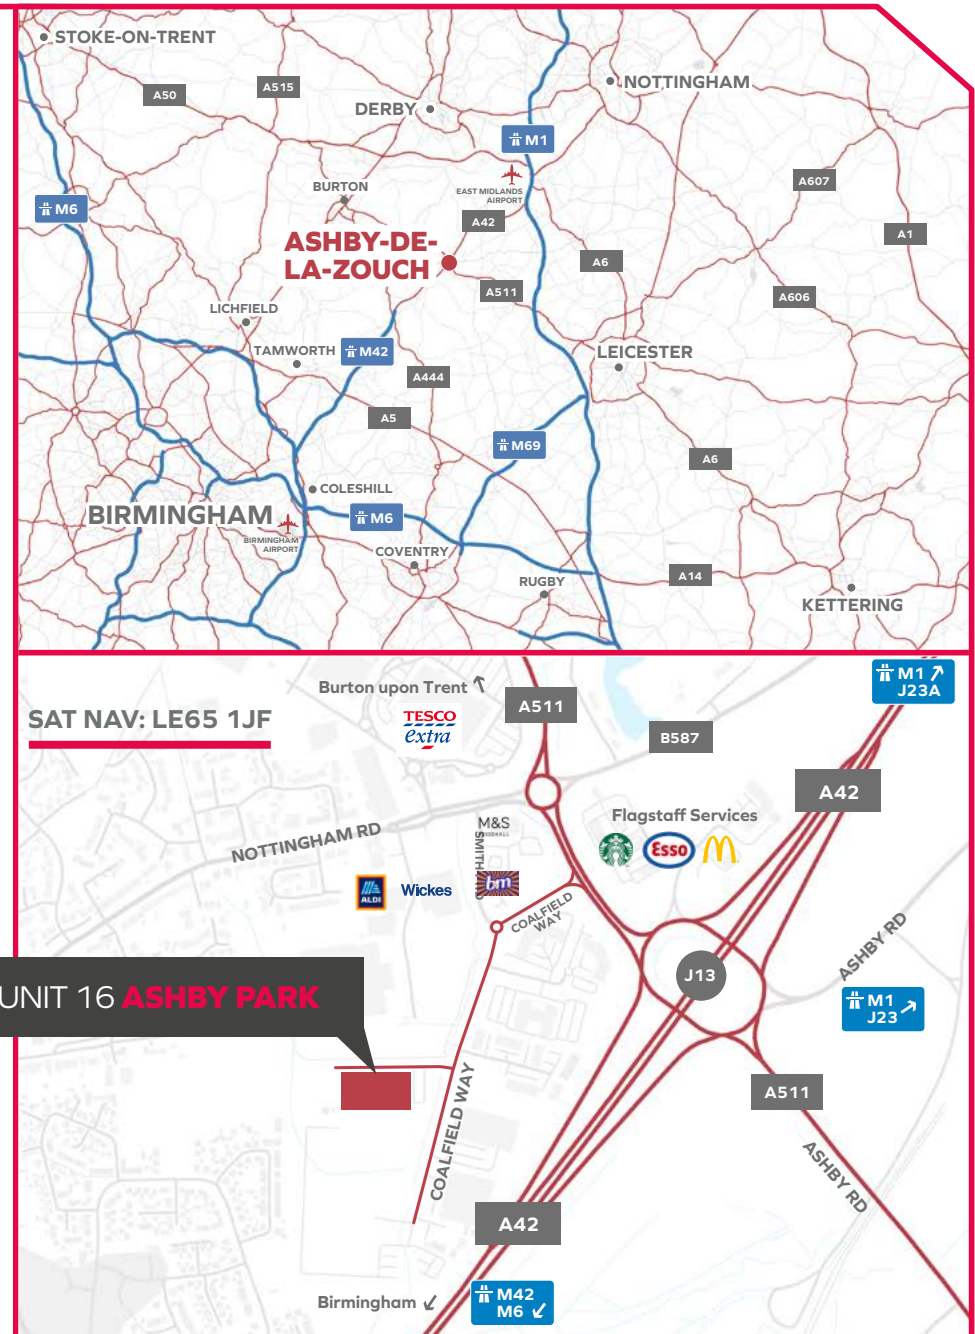 STOKE-ON-TRENT
A50
A515
DERBY
NOTTINGHAM
M1
EAST MIDLANDS
AIRPORT
A607
M6
BURTON
A42
A1
ASHBY-DE-
LA-ZOUCH
A6
A511
A606
LICHFIELD
TAMWORTH
M42
LEICESTER
A444
A5
M69
A6
COLESHILL
BIRMINGHAM
M6
BIRMINGHAM
AIRPORT
COVENTRY
RUGBY
A14
KETTERING
SAT NAV: LE65 1JF
Burton upon Trent
TESCO
extra
A511
B587
M1
J23A
A42
NOTTINGHAM RD
M&S
SMITH
Flagstaff Services
Esso
ALDI
Wickes
bm
COALFIELD
WAY
ASHBY RD
J13
UNIT 16 ASHBY PARK
M1
J23
COALFIELD WAY
A511
ASHBY RD
A42
Birmingham
M42
M6